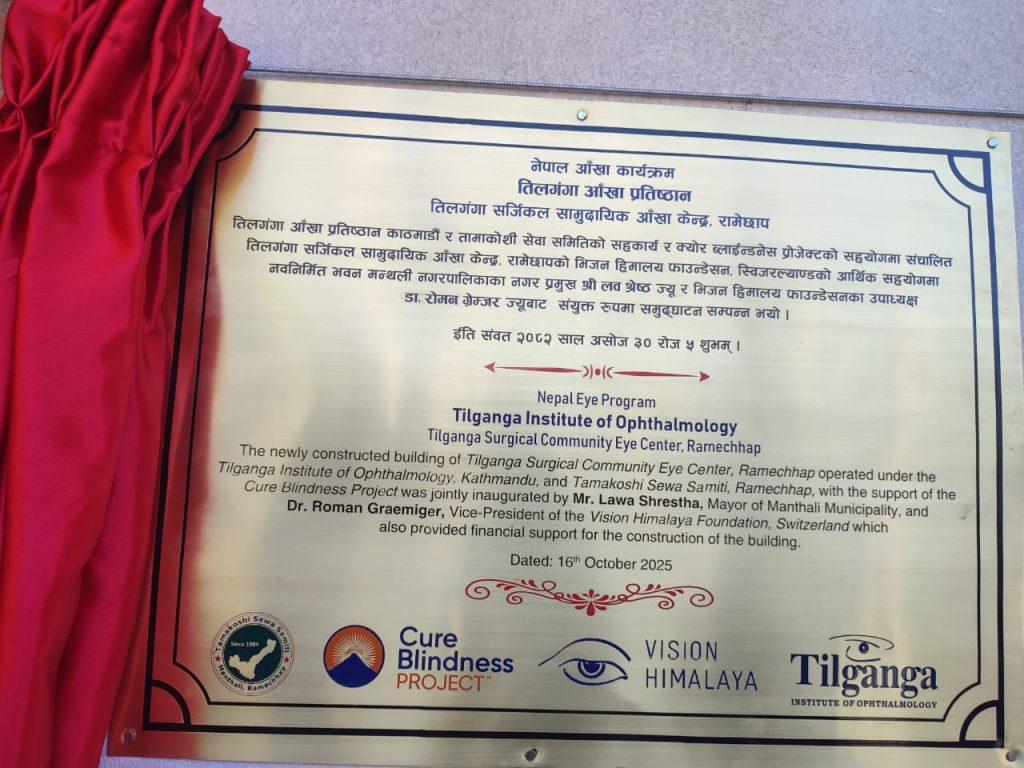 नेपाल आँखा कार्यक्रम
तिलगंगा आँखा प्रतिष्ठान
तिलगंगा सर्जिकल सामुदायिक आँखा केन्द्र, रामेछाप
तिलगंगा आँखा प्रतिष्ठान काठमाडौं र तामाकोशी सेवा समितिको सहकार्य र क्योर ब्लाईन्डनेस प्रोजेक्टको सहयोगमा संचालित
तिलगंगा सर्जिकल सामुदायिक आँखा केन्द्र, रामेछापको भिजन हिमालय फाउन्डेसन, स्विजरल्याण्डको आर्थिक सहयोगमा
नवनिर्मित भवन मन्थली नगरपालिकाका नगर प्रमुख श्री लव श्रेष्ठ ज्यू र भिजन हिमालय फाउन्डेसनका उपाध्यक्ष
डा. रोमन ग्रेम्जर ज्यूबाट संयुक्त रुपमा समुद्घाटन सम्पन्न भयो ।
ईति संवत २०८२ साल असोज ३० रोज ५ शुभम् ।
Nepal Eye Program
Tilganga Institute of Ophthalmology
Tilganga Surgical Community Eye Center, Ramechhap
The newly constructed building of Tilganga Surgical Community Eye Center, Ramechhap operated under the
Tilganga Institute of Ophthalmology, Kathmandu, and Tamakoshi Sewa Samiti, Ramechhap, with the support of the
Cure Blindness Project was jointly inaugurated by Mr. Lawa Shrestha, Mayor of Manthali Municipality, and
Dr. Roman Graemiger, Vice-President of the Vision Himalaya Foundation, Switzerland which
also provided financial support for the construction of the building.
Dated: 16th October 2025
Tamakoshi Sewa Samiti
Since 1984
Manthali, Ramechhap
Cure
Blindness
PROJECT™
VISION
HIMALAYA
Tilganga
INSTITUTE OF OPHTHALMOLOGY